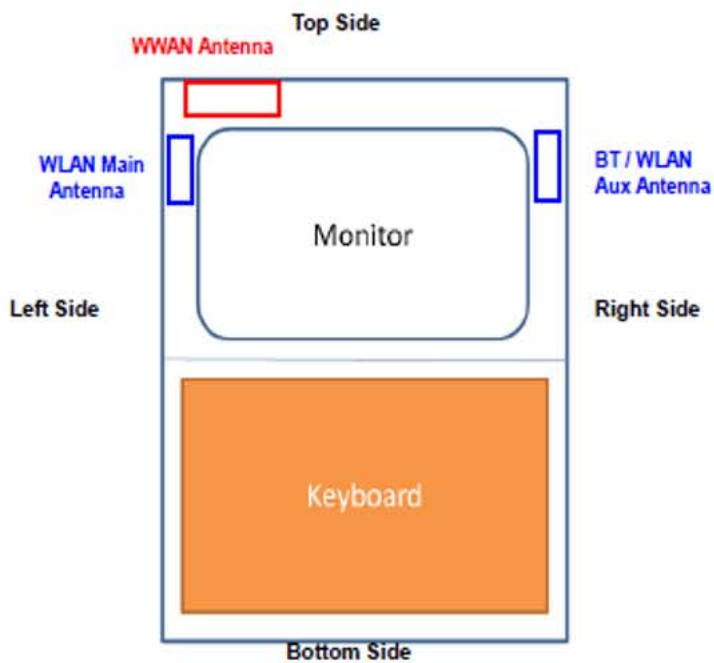 Top Side
WWAN Antenna
WLAN Main
Antenna
BT / WLAN
Aux Antenna
Monitor
Left Side
Right Side
Keyboard
Bottom Side